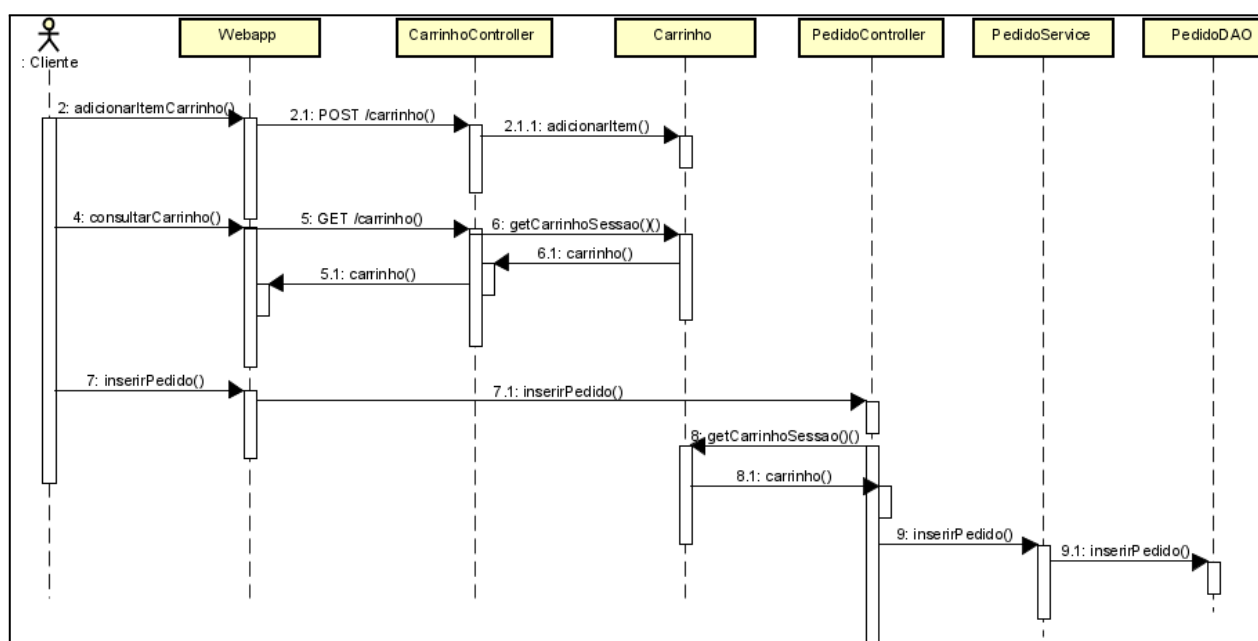 : Cliente
Webapp
CarrinhoController
Carrinho
PedidoController
PedidoService
PedidoDAO
2: adicionarItemCarrinho()
2.1: POST /carrinho()
2.1.1: adicionarItem()
4: consultarCarrinho()
5: GET /carrinho()
6: getCarrinhoSessao()()
6.1: carrinho()
5.1: carrinho()
7: inserirPedido()
7.1: inserirPedido()
8: getCarrinhoSessao()()
8.1: carrinho()
9: inserirPedido()
9.1: inserirPedido()